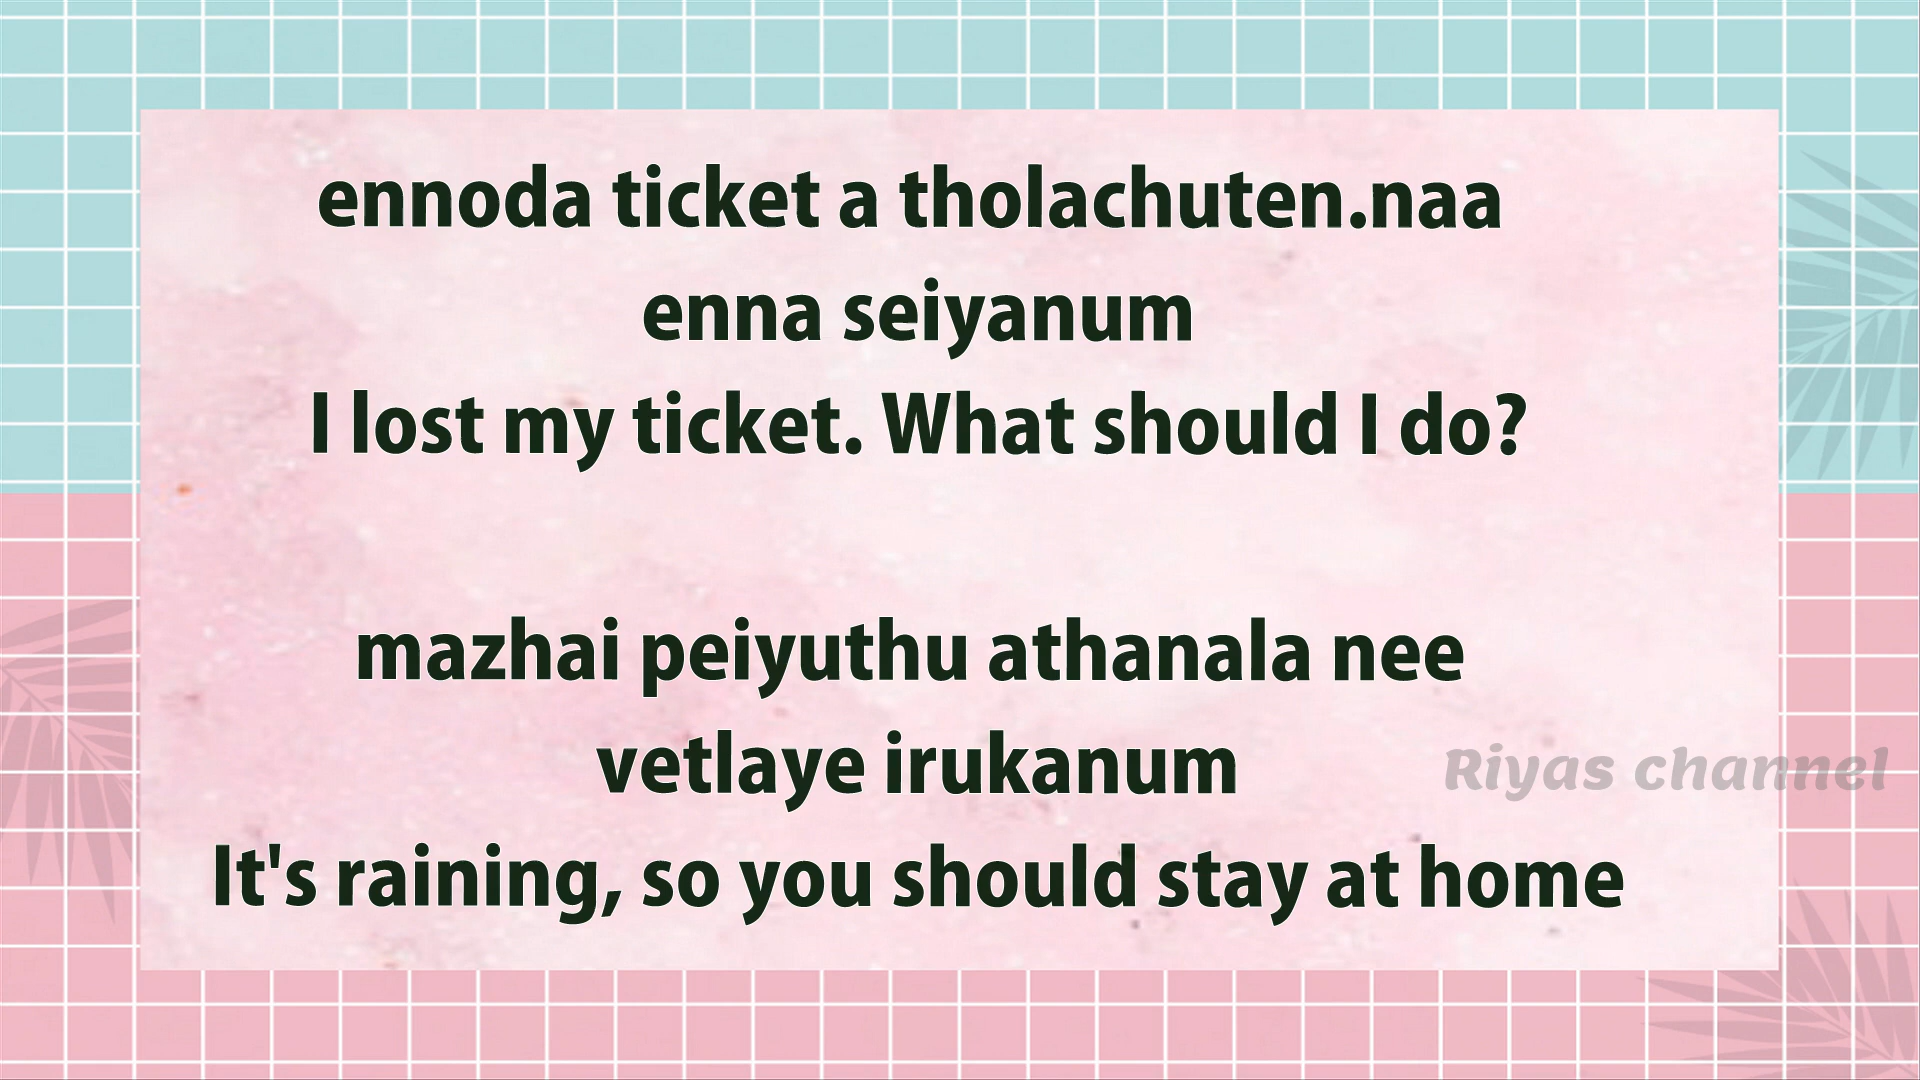 ennoda ticket a tholachuten.naa
enna seiyanum
I lost my ticket. What should I do?
mazhai peiyuthu athanala nee
vetlaye irukanum
Riyas channel
It's raining, so you should stay at home